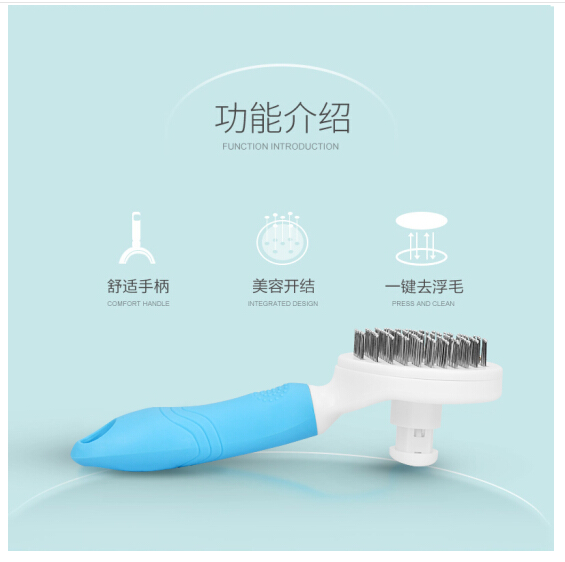 功能介绍
FUNCTION INTRODUCTION
舒适手柄
美容开结
一键去浮毛
COMFORT HANDLE
INTEGRATED DESIGN
PRESS AND CLEAN